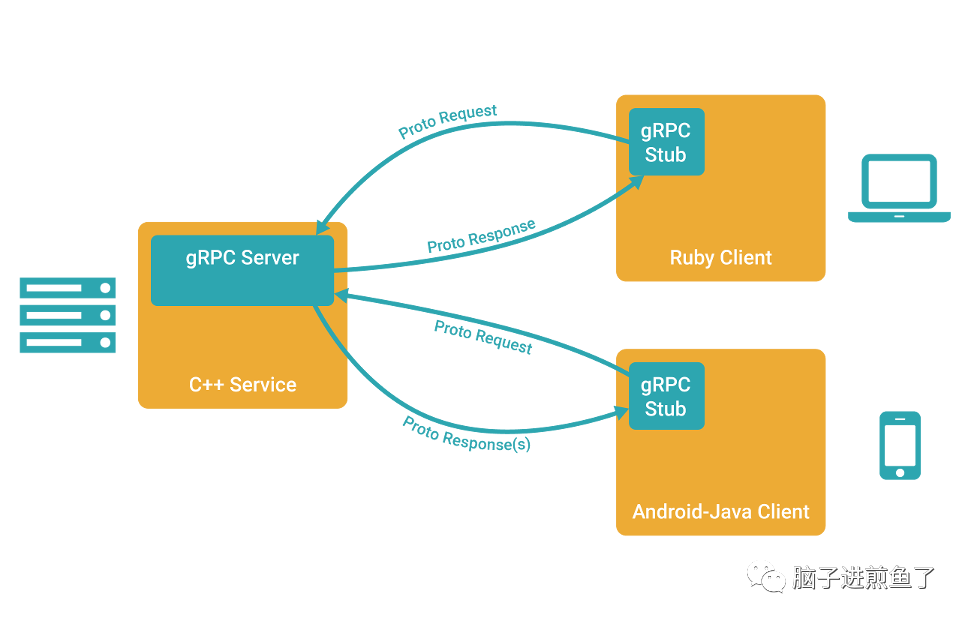 Proto Request
gRPC
Stub
Ruby Client
Proto Response
gRPC Server
C++ Service
Proto Request
gRPC
Stub
Android-Java Client
Proto Response(s)
脑子进煎鱼了